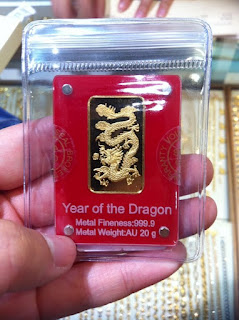 Year of the Dragon
Metal Fineness:999.9
Metal Weight:AU 20 g